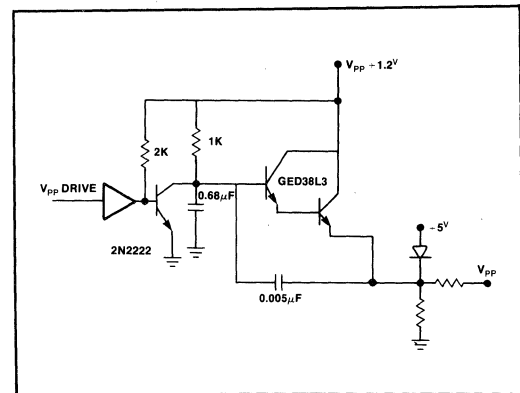 V_PP + 1.2^V
2K
1K
GED38L3
V_PP DRIVE
0.68μF
2N2222
+5^V
V_PP
0.005μF